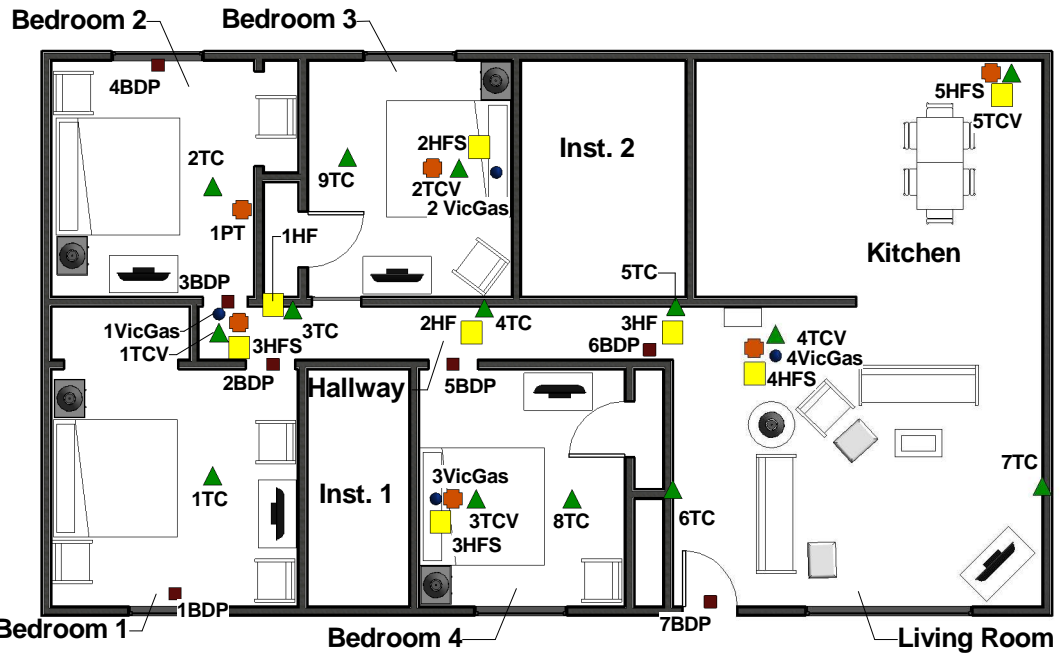 Bedroom 2
Bedroom 3
4BDP
5HFS
5TCV
2HFS
Inst. 2
2TC
9TC
2TCV
2 VicGas
1PT
1HF
Kitchen
3BDP
5TC
1VicGas
1TCV
3TC
3HFS
2HF
4TC
3HF
6BDP
4TCV
4VicGas
4HFS
2BDP
Hallway
5BDP
7TC
1TC
Inst. 1
3VicGas
3TCV
3HFS
8TC
6TC
1BDP
7BDP
Bedroom 1
Bedroom 4
Living Room